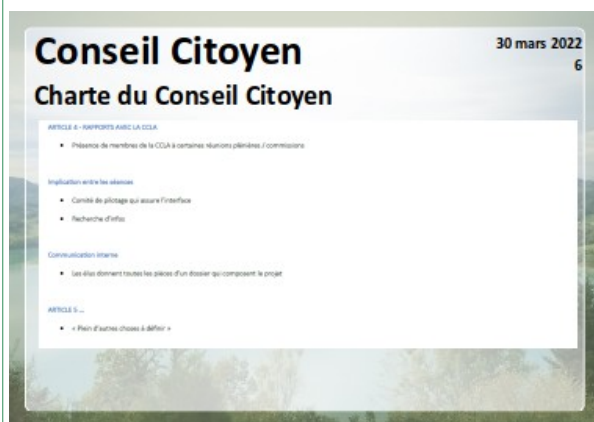 Conseil Citoyen
30 mars 2022
6
Charte du Conseil Citoyen
ARTICLE 4 - RAPPORTS AVEC LA CCLA
• Présence de membres de la CCLA à certaines réunions plénières / commissions
Implication entre les séances
• Comité de pilotage qui assure l'interface
• Recherche d'infos
Communication interne
• Les élus donnent toutes les pièces d'un dossier qui composent le projet
ARTICLE 5 ...
• « Plein d'autres choses à définir »